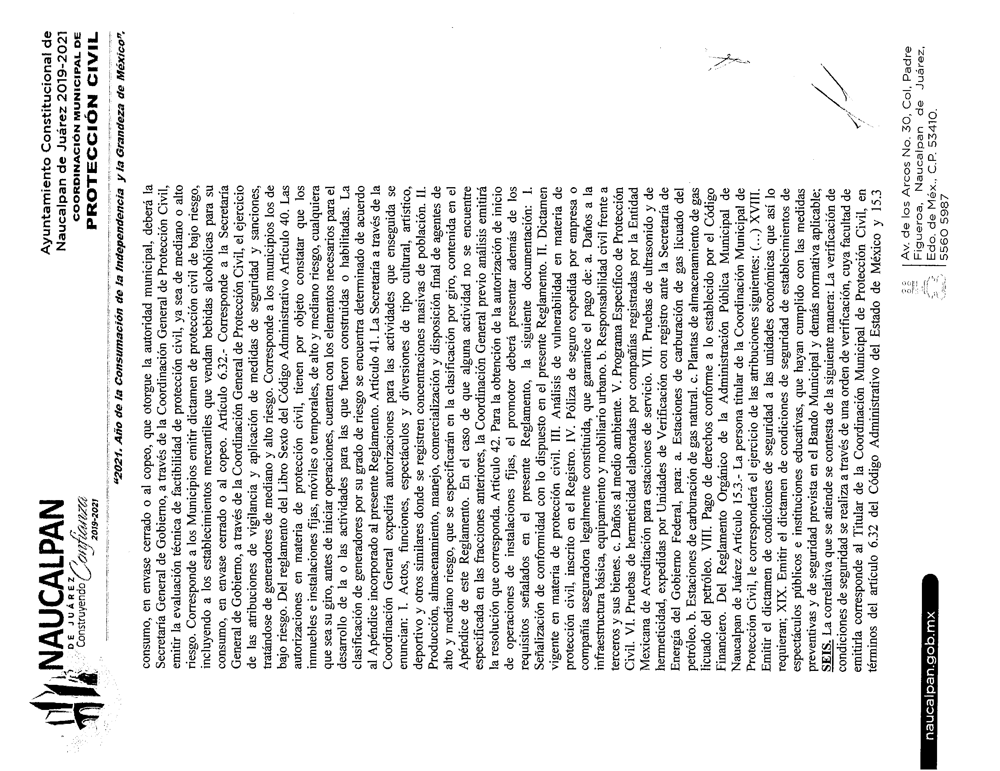 NAUCALPAN
DE JUÁREZ
Construyendo Confianza
2019-2021
Ayuntamiento Constitucional de
Naucalpan de Juárez 2019-2021
COORDINACIÓN MUNICIPAL DE
PROTECCIÓN CIVIL
“2021. Año de la Consumación de la Independencia y la Grandeza de México”.
consumo, en envase cerrado o al copeo, que otorgue la autoridad municipal, deberá la
Secretaría General de Gobierno, a través de la Coordinación General de Protección Civil,
emitir la evaluación técnica de factibilidad de protección civil, ya sea de mediano o alto
riesgo. Corresponde a los Municipios emitir dictamen de protección civil de bajo riesgo,
incluyendo a los establecimientos mercantiles que vendan bebidas alcohólicas para su
consumo, en envase cerrado o al copeo. Artículo 6.32.- Corresponde a la Secretaría
General de Gobierno, a través de la Coordinación General de Protección Civil, el ejercicio
de las atribuciones de vigilancia y aplicación de medidas de seguridad y sanciones,
tratándose de generadores de mediano y alto riesgo. Corresponde a los municipios los de
bajo riesgo. Del reglamento del Libro Sexto del Código Administrativo Artículo 40. Las
autorizaciones en materia de protección civil, tienen por objeto constatar que los
inmuebles e instalaciones fijas, móviles o temporales, de alto y mediano riesgo, cualquiera
que sea su giro, antes de iniciar operaciones, cuenten con los elementos necesarios para el
desarrollo de la o las actividades para las que fueron construidas o habilitadas. La
clasificación de generadores por su grado de riesgo se encuentra determinado de acuerdo
al Apéndice incorporado al presente Reglamento. Artículo 41. La Secretaría a través de la
Coordinación General expedirá autorizaciones para las actividades que enseguida se
enuncian: I. Actos, funciones, espectáculos y diversiones de tipo cultural, artístico,
deportivo y otros similares donde se registren concentraciones masivas de población. II.
Producción, almacenamiento, manejo, comercialización y disposición final de agentes de
alto y mediano riesgo, que se especificarán en la clasificación por giro, contenida en el
Apéndice de este Reglamento. En el caso de que alguna actividad no se encuentre
especificada en las fracciones anteriores, la Coordinación General previo análisis emitirá
la resolución que corresponda. Artículo 42. Para la obtención de la autorización de inicio
de operaciones de instalaciones fijas, el promotor deberá presentar además de los
requisitos señalados en el presente Reglamento, la siguiente documentación: I.
Señalización de conformidad con lo dispuesto en el presente Reglamento. II. Dictamen
vigente en materia de protección civil. III. Análisis de vulnerabilidad en materia de
protección civil, inscrito en el Registro. IV. Póliza de seguro expedida por empresa o
compañía aseguradora legalmente constituida, que garantice el pago de: a. Daños a la
infraestructura básica, equipamiento y mobiliario urbano. b. Responsabilidad civil frente a
terceros y sus bienes. c. Daños al medio ambiente. V. Programa Específico de Protección
Civil. VI. Pruebas de hermeticidad elaboradas por compañías registradas por la Entidad
Mexicana de Acreditación para estaciones de servicio. VII. Pruebas de ultrasonido y de
hermeticidad, expedidas por Unidades de Verificación con registro ante la Secretaría de
Energía del Gobierno Federal, para: a. Estaciones de carburación de gas licuado del
petróleo. b. Estaciones de carburación de gas natural. c. Plantas de almacenamiento de gas
licuado del petróleo. VIII. Pago de derechos conforme a lo establecido por el Código
Financiero. Del Reglamento Orgánico de la Administración Pública Municipal de
Naucalpan de Juárez Artículo 15.3.- La persona titular de la Coordinación Municipal de
Protección Civil, le corresponderá el ejercicio de las atribuciones siguientes: (...) XVIII.
Emitir el dictamen de condiciones de seguridad a las unidades económicas que así lo
requieran; XIX. Emitir el dictamen de condiciones de seguridad de establecimientos de
espectáculos públicos e instituciones educativas, que hayan cumplido con las medidas
preventivas y de seguridad prevista en el Bando Municipal y demás normativa aplicable;
SEIS. La correlativa que se atiende se contesta de la siguiente manera: La verificación de
condiciones de seguridad se realiza a través de una orden de verificación, cuya facultad de
emitirla corresponde al Titular de la Coordinación Municipal de Protección Civil, en
términos del artículo 6.32 del Código Administrativo del Estado de México y 15.3
naucalpan.gob.mx
Av. de los Arcos No. 30, Col, Padre
Figueroa, Naucalpan de Juárez,
Edo. de Méx., C.P. 53410.
5560 5987